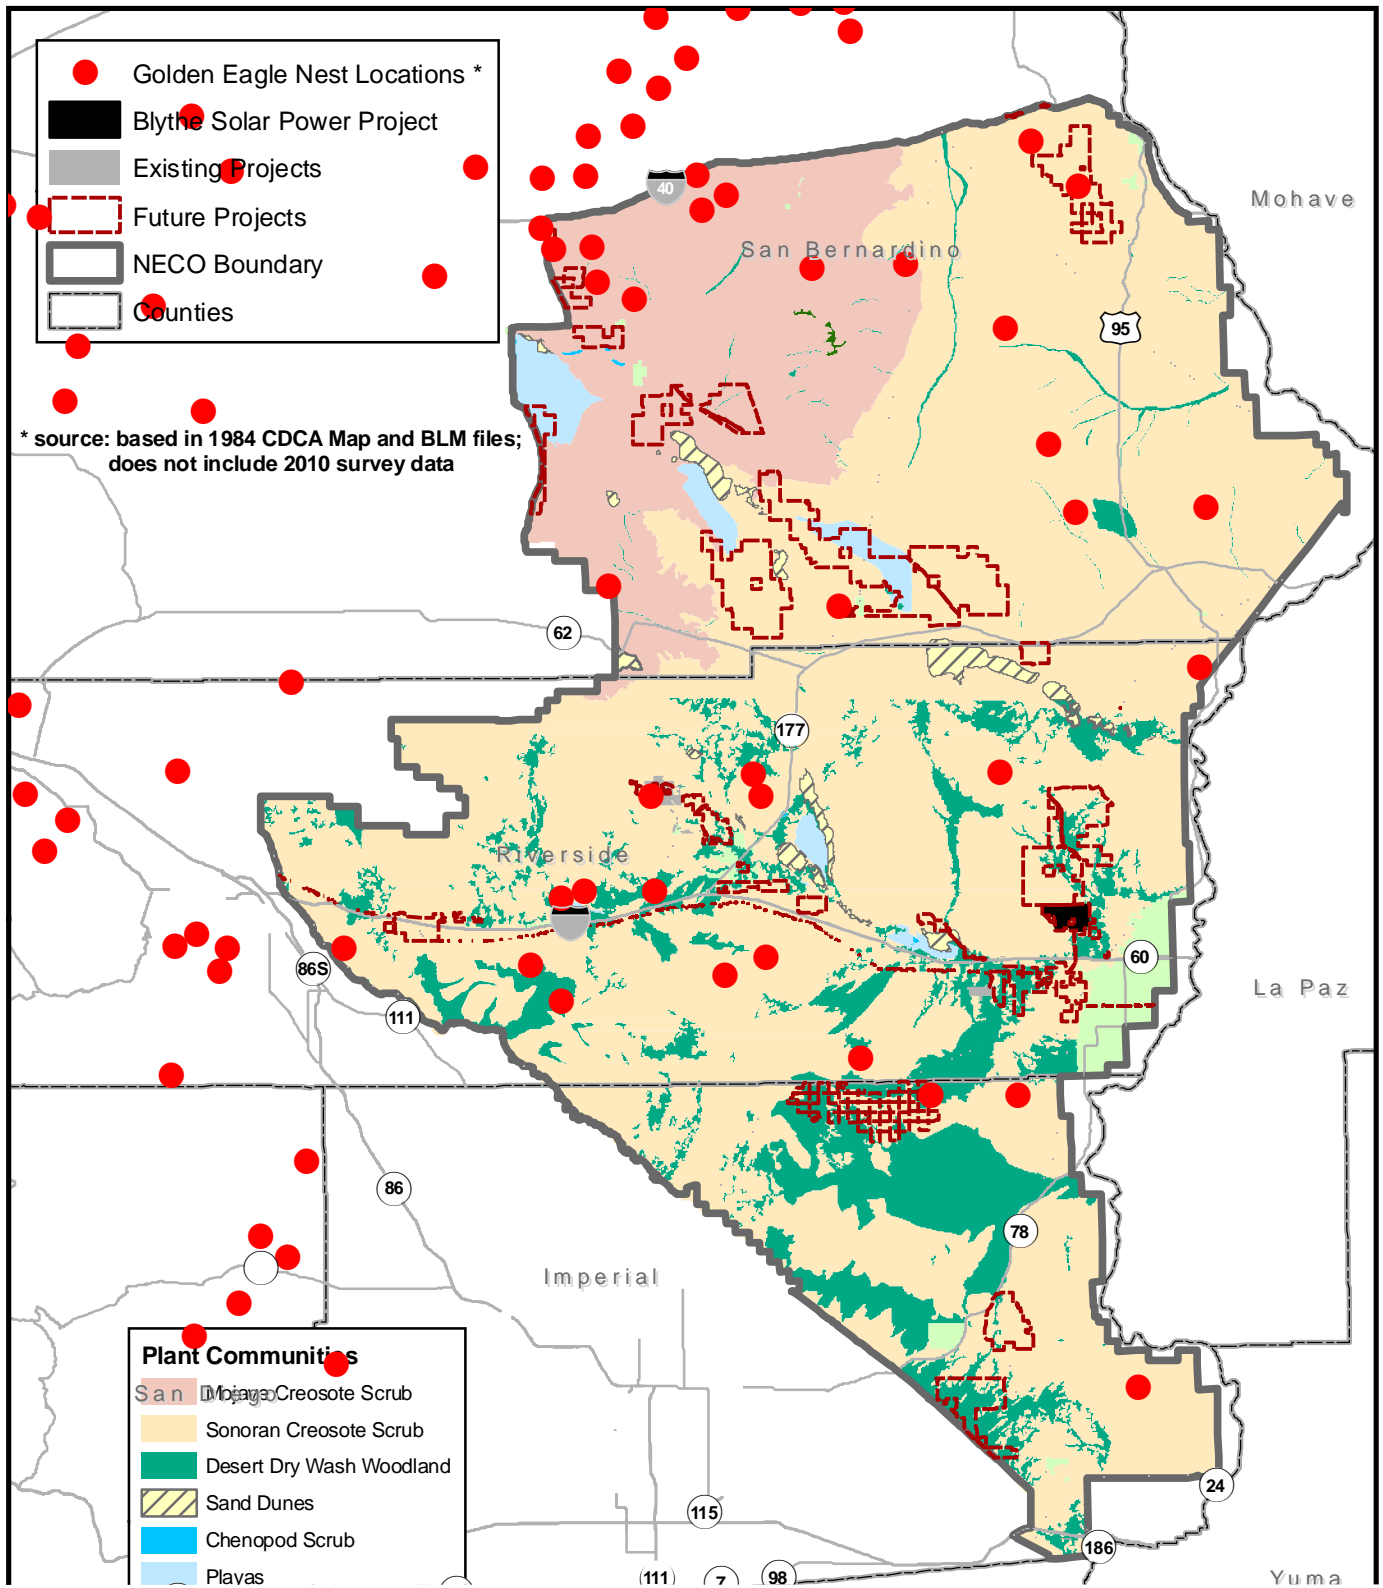 Golden Eagle Nest Locations *
Blythe Solar Power Project
Existing Projects
Future Projects
NECO Boundary
Counties
* source: based in 1984 CDCA Map and BLM files;
does not include 2010 survey data
40
Mohave
San Bernardino
95
62
177
Riverside
86S
60
La Paz
111
86
78
Imperial
Plant Communities
San Diego
Mojave Creosote Scrub
Sonoran Creosote Scrub
Desert Dry Wash Woodland
Sand Dunes
Chenopod Scrub
Playas
24
115
186
111
7
98
Yuma